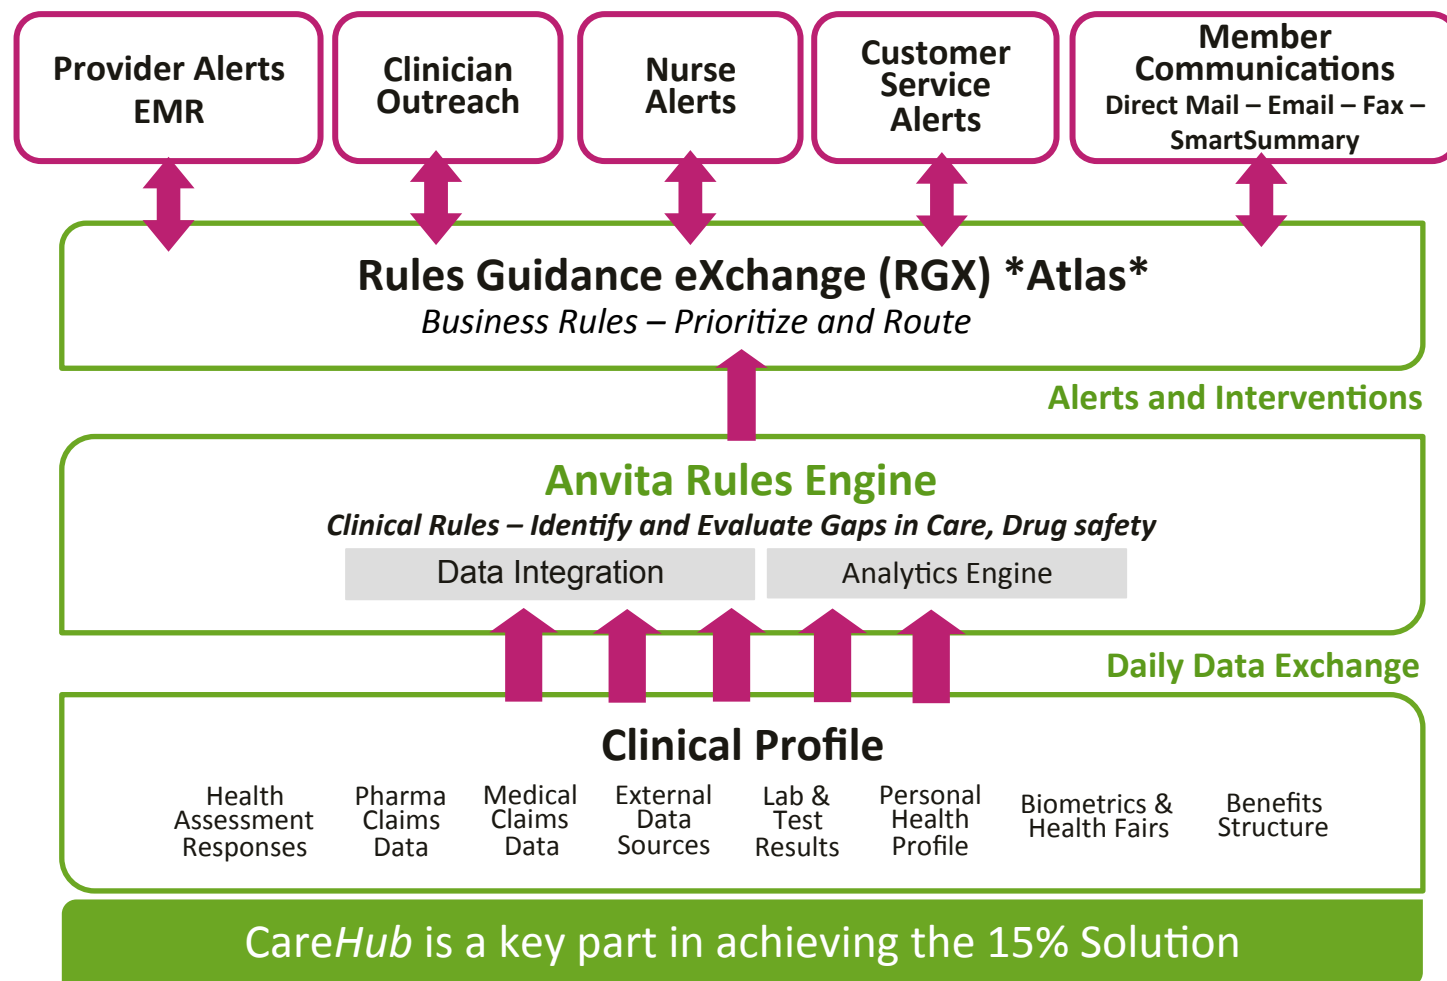 Provider Alerts
EMR
Clinician
Outreach
Nurse
Alerts
Customer
Service
Alerts
Member
Communications
Direct Mail – Email – Fax –
SmartSummary
Rules Guidance eXchange (RGX) *Atlas*
Business Rules – Prioritize and Route
Alerts and Interventions
Anvita Rules Engine
Clinical Rules – Identify and Evaluate Gaps in Care, Drug safety
Data Integration
Analytics Engine
Daily Data Exchange
Clinical Profile
Health
Assessment
Responses
Pharma
Claims
Data
Medical
Claims
Data
External
Data
Sources
Lab &
Test
Results
Personal
Health
Profile
Biometrics &
Health Fairs
Benefits
Structure
CareHub is a key part in achieving the 15% Solution